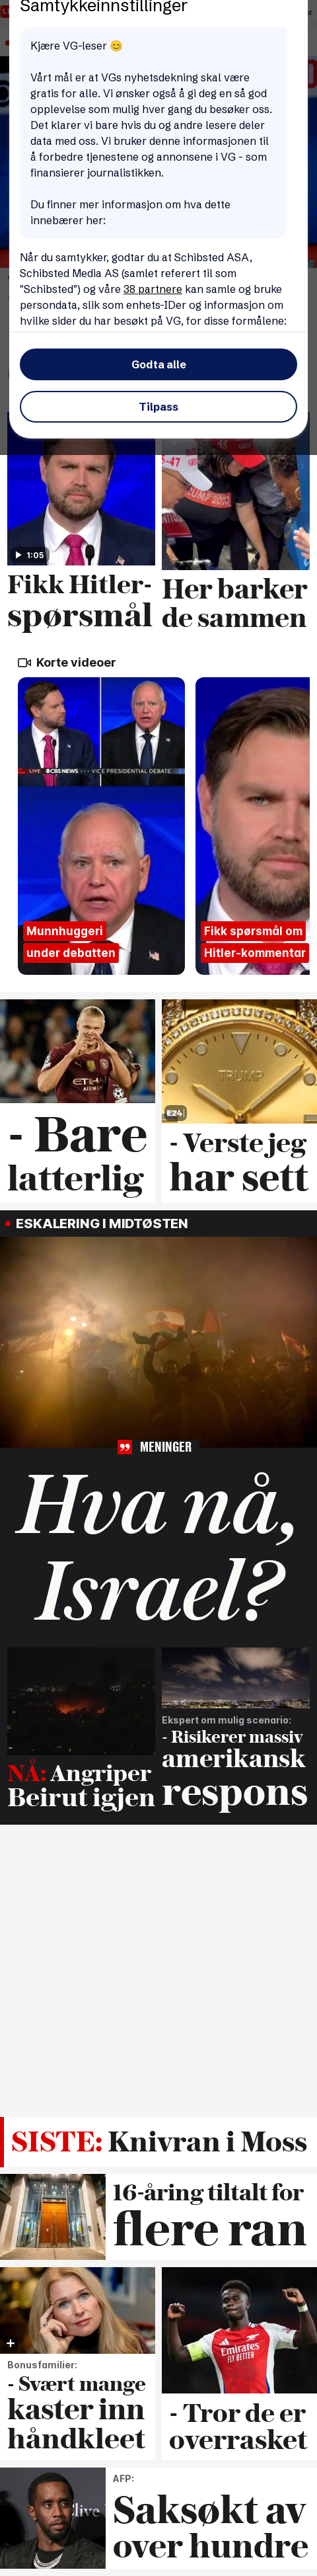 Samtykkeinnstillinger
Kjære VG-leser 😊
Vårt mål er at VGs nyhetsdekning skal være
gratis for alle. Vi ønsker også å gi deg en så god
opplevelse som mulig hver gang du besøker oss.
Det klarer vi bare hvis du og andre lesere deler
data med oss. Vi bruker denne informasjonen til
å forbedre tjenestene og annonsene i VG - som
finansierer journalistikken.
Du finner mer informasjon om hva dette
innebærer her:
Når du samtykker, godtar du at Schibsted ASA,
Schibsted Media AS (samlet referert til som
"Schibsted") og våre 38 partnere kan samle og bruke
persondata, slik som enhets-IDer og informasjon om
hvilke sider du har besøkt på VG, for disse formålene:
Godta alle
Tilpass
1:05
Fikk Hitler-
spørsmål
Her barker
de sammen
Korte videoer
LIVE CBS NEWS VICE PRESIDENTIAL DEBATE
Munnhuggeri
under debatten
Fikk spørsmål om
Hitler-kommentar
- Bare
latterlig
TRUMP
E24
- Verste jeg
har sett
ESKALERING I MIDTØSTEN
MENINGER
Hva nå,
Israel?
NÅ: Angriper
Beirut igjen
Ekspert om mulig scenario:
- Risikerer massiv
amerikansk
respons
SISTE: Knivran i Moss
16-åring tiltalt for
flere ran
Bonusfamilier:
- Svært mange
kaster inn
håndkleet
- Tror de er
overrasket
AFP:
Saksøkt av
over hundre